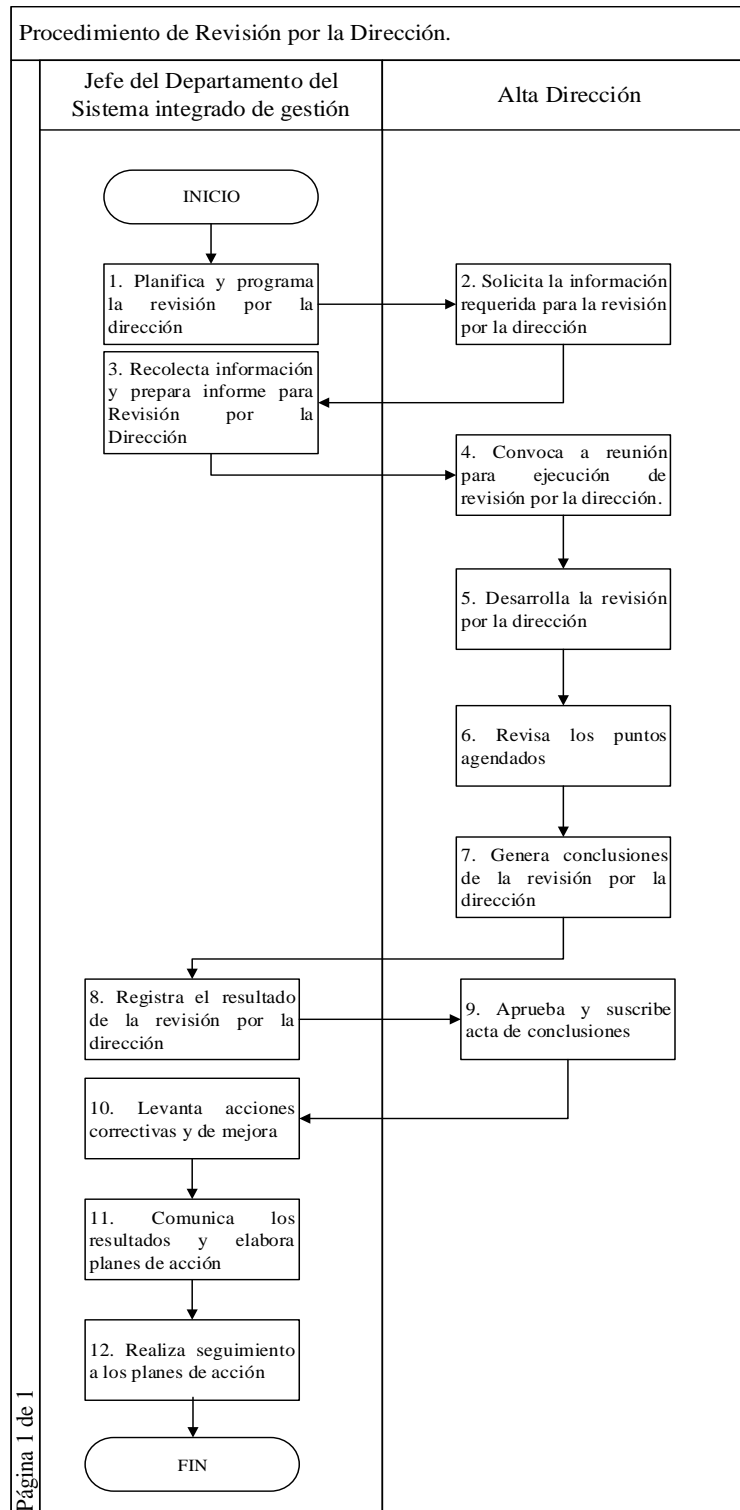 Procedimiento de Revisión por la Dirección.
Jefe del Departamento del
Sistema integrado de gestión
Alta Dirección
INICIO
1. Planifica y programa
la revisión por la
dirección
2. Solicita la información
requerida para la revisión
por la dirección
3. Recolecta información
y prepara informe para
Revisión por la
Dirección
4. Convoca a reunión
para ejecución de
revisión por la dirección.
5. Desarrolla la revisión
por la dirección
6. Revisa los puntos
agendados
7. Genera conclusiones
de la revisión por la
dirección
8. Registra el resultado
de la revisión por la
dirección
9. Aprueba y suscribe
acta de conclusiones
10. Levanta acciones
correctivas y de mejora
11. Comunica los
resultados y elabora
planes de acción
12. Realiza seguimiento
a los planes de acción
FIN
Página 1 de 1